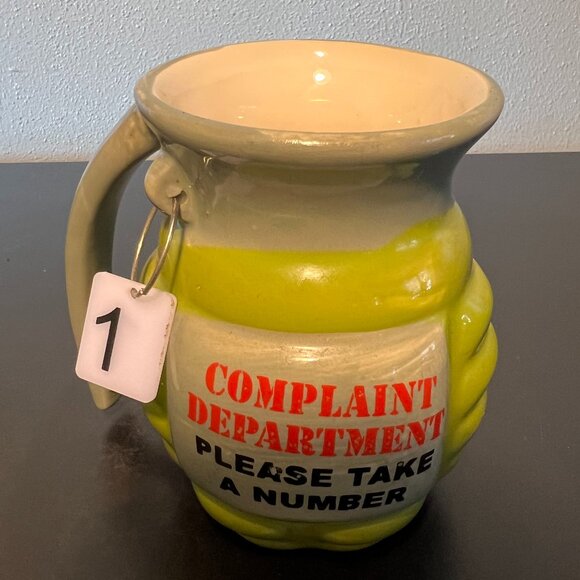 1
COMPLAINT
DEPARTMENT
PLEASE TAKE
A NUMBER